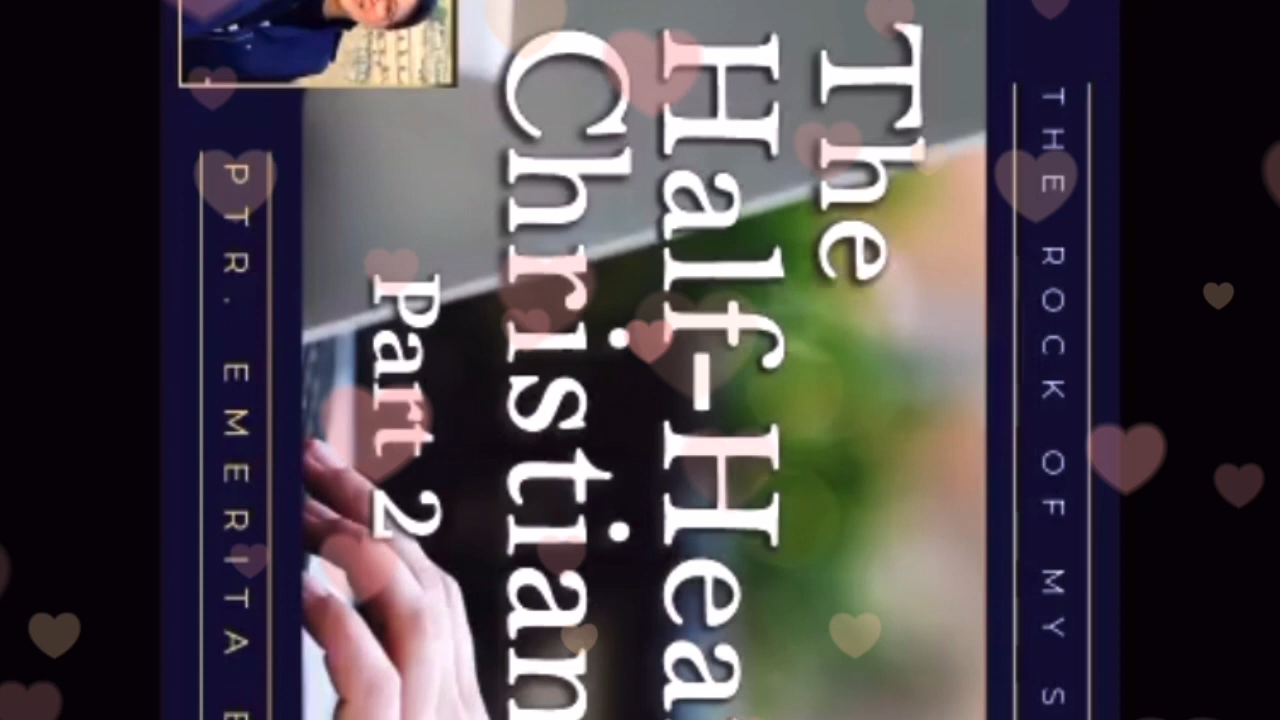 THE ROCK OF MY S
The
Half-Hea
Christian
Part 2
PTR. EMERITA